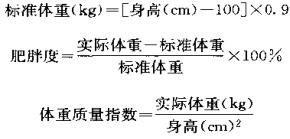 标准体重(kg)=[身高(cm)-100]×0.9
肥胖度=实际体重-标准体重/标准体重×100%
体重质量指数=实际体重(kg)/身高(cm)²